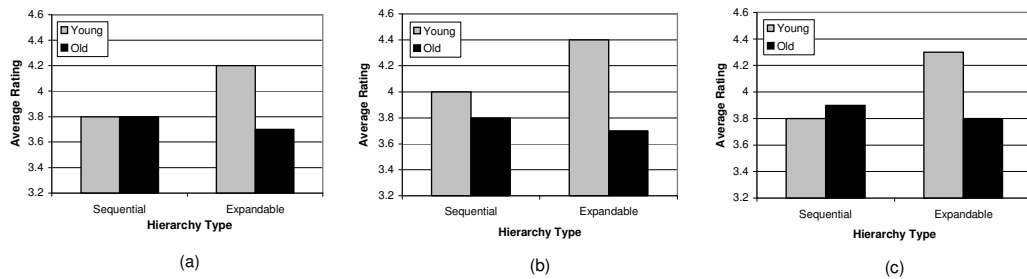 4.6
4.4
4.2
4
3.8
3.6
3.4
3.2
Average Rating
Young
Old
Sequential Expandable
Hierarchy Type
(a)
4.6
4.4
4.2
4
3.8
3.6
3.4
3.2
Average Rating
Young
Old
Sequential Expandable
Hierarchy Type
(b)
4.6
4.4
4.2
4
3.8
3.6
3.4
3.2
Average Rating
Young
Old
Sequential Expandable
Hierarchy Type
(c)